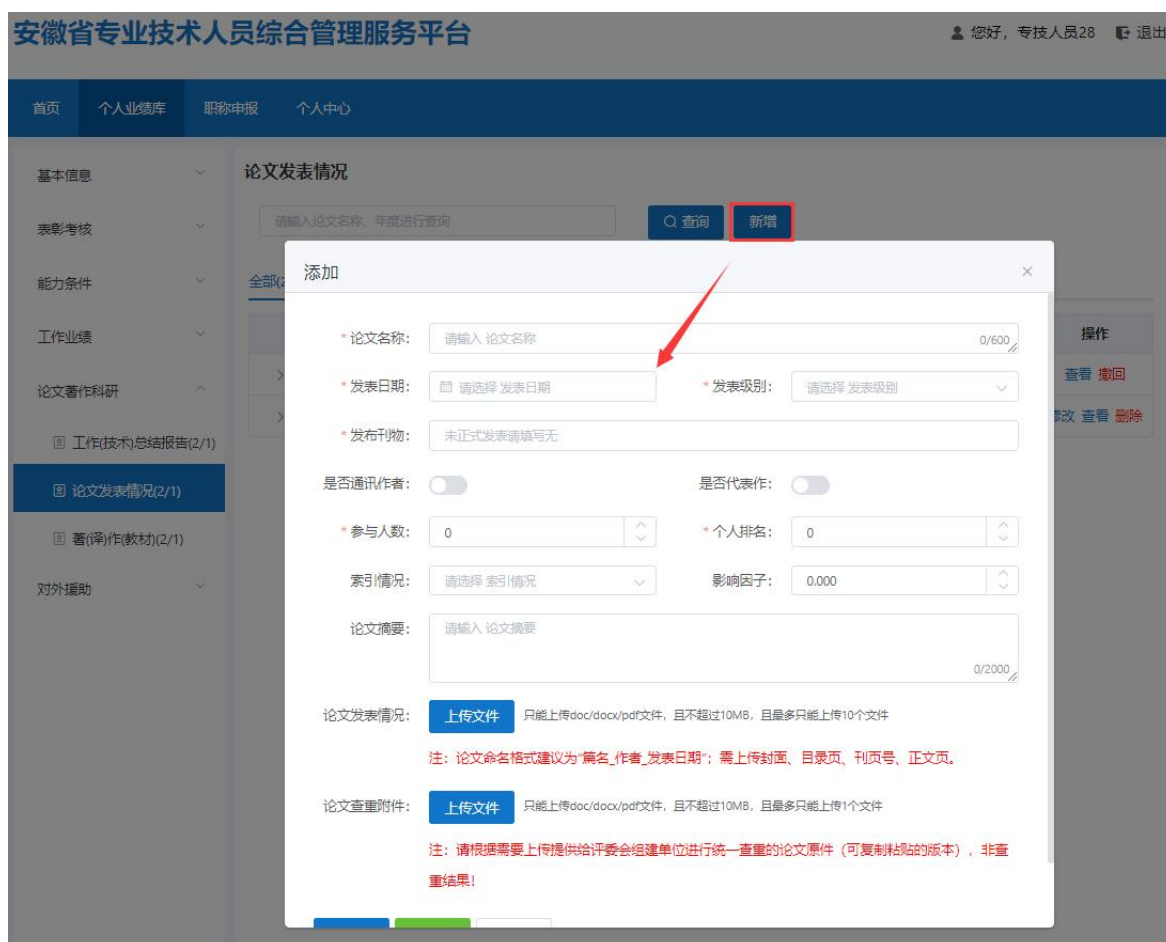 安徽省专业技术人员综合管理服务平台
您好，专技人员28 退出
首页 个人业绩库 职称申报 个人中心
基本信息
论文发表情况
表彰考核
请输入论文名称、年度进行查询
查询 新增
能力条件
全部(2
添加
工作业绩
* 论文名称：
请输入 论文名称
0/600
操作
论文著作科研
* 发表日期：
请选择 发表日期
* 发表级别：
请选择 发表级别
查看 撤回
工作(技术)总结报告(2/1)
* 发布刊物：
未正式发表请填写无
修改 查看 删除
论文发表情况(2/1)
是否通讯作者：
是否代表作：
著(译)作(教材)(2/1)
* 参与人数：
0
* 个人排名：
0
对外援助
索引情况：
请选择 索引情况
影响因子：
0.000
论文摘要：
请输入 论文摘要
0/2000
论文发表情况：
上传文件
只能上传doc/docx/pdf文件，且不超过10MB，且最多只能上传10个文件
注：论文命名格式建议为“篇名_作者_发表日期”；需上传封面、目录页、刊页号、正文页。
论文查重附件：
上传文件
只能上传doc/docx/pdf文件，且不超过10MB，且最多只能上传1个文件
注：请根据需要上传提供给评委会组建单位进行统一查重的论文原件（可复制粘贴的版本），非查
重结果！